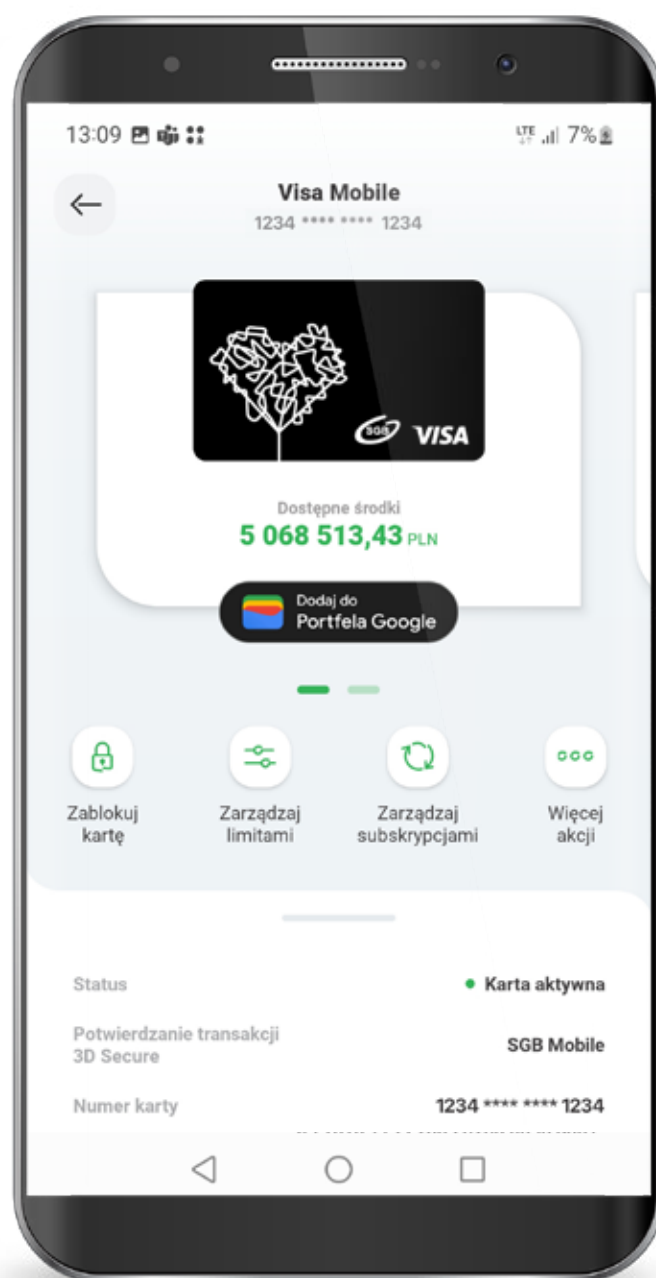 13:09 LTE 7%
Visa Mobile
1234 **** **** 1234
SGB VISA
Dostępne środki
5 068 513,43 PLN
Dodaj do
Portfela Google
Zablokuj
kartę
Zarządzaj
limitami
Zarządzaj
subskrypcjami
Więcej
akcji
Status
Karta aktywna
Potwierdzanie transakcji
3D Secure
SGB Mobile
Numer karty
1234 **** **** 1234